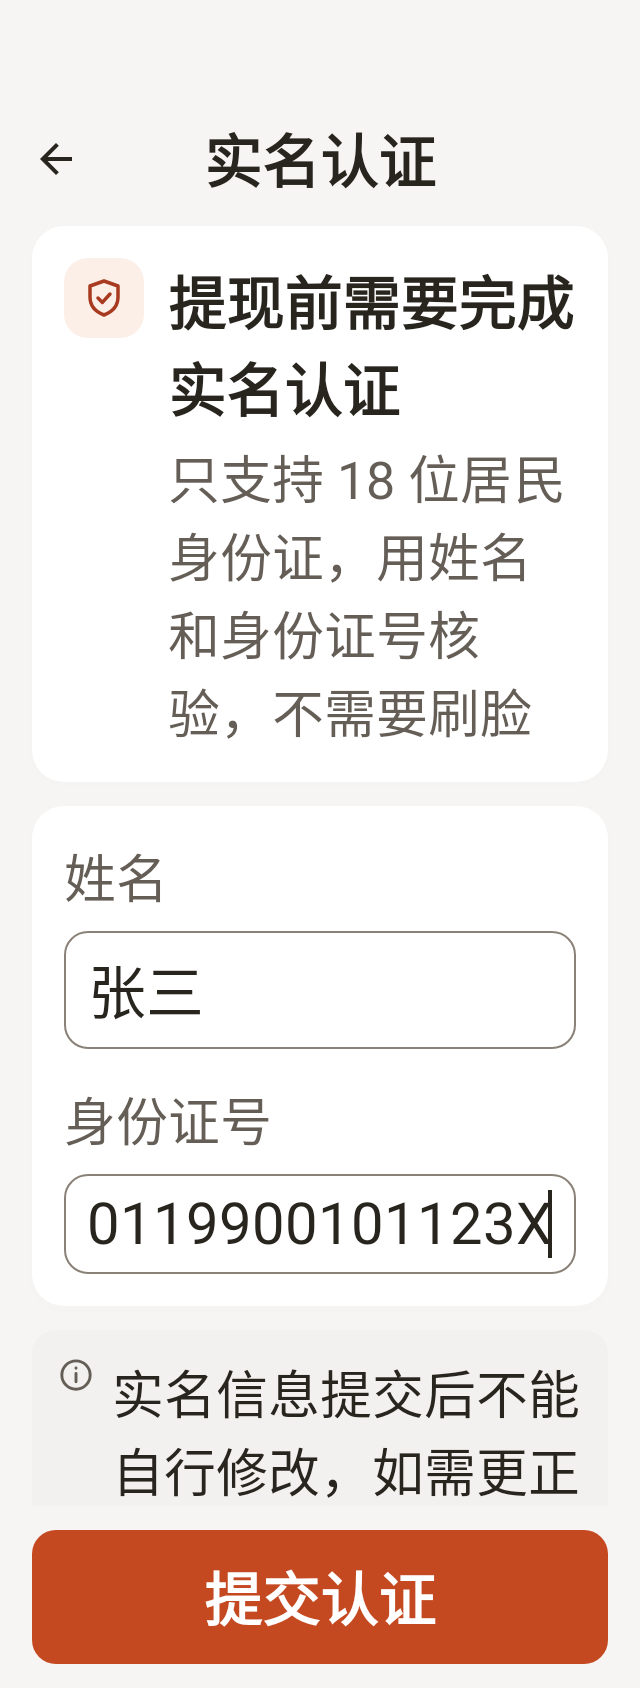 实名认证
提现前需要完成
实名认证
只支持 18 位居民
身份证，用姓名
和身份证号核
验，不需要刷脸
姓名
张三
身份证号
0119900101123X
实名信息提交后不能
自行修改，如需更正
提交认证